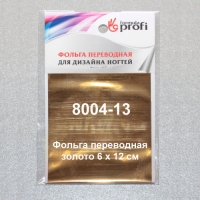 formula
profi
ФОЛЬГА ПЕРЕВОДНАЯ
ДЛЯ ДИЗАЙНА НОГТЕЙ
8004-13
Фольга переводная
золото 6 x 12 см